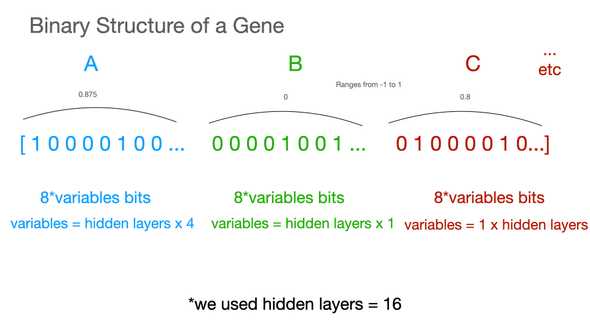 Binary Structure of a Gene
A B C ...
etc
Ranges from -1 to 1
0.875 0 0.8
[ 1 0 0 0 0 1 0 0 ... 0 0 0 0 1 0 0 1 ... 0 1 0 0 0 0 1 0...]
8*variables bits 8*variables bits 8*variables bits
variables = hidden layers x 4 variables = hidden layers x 1 variables = 1 x hidden layers
*we used hidden layers = 16